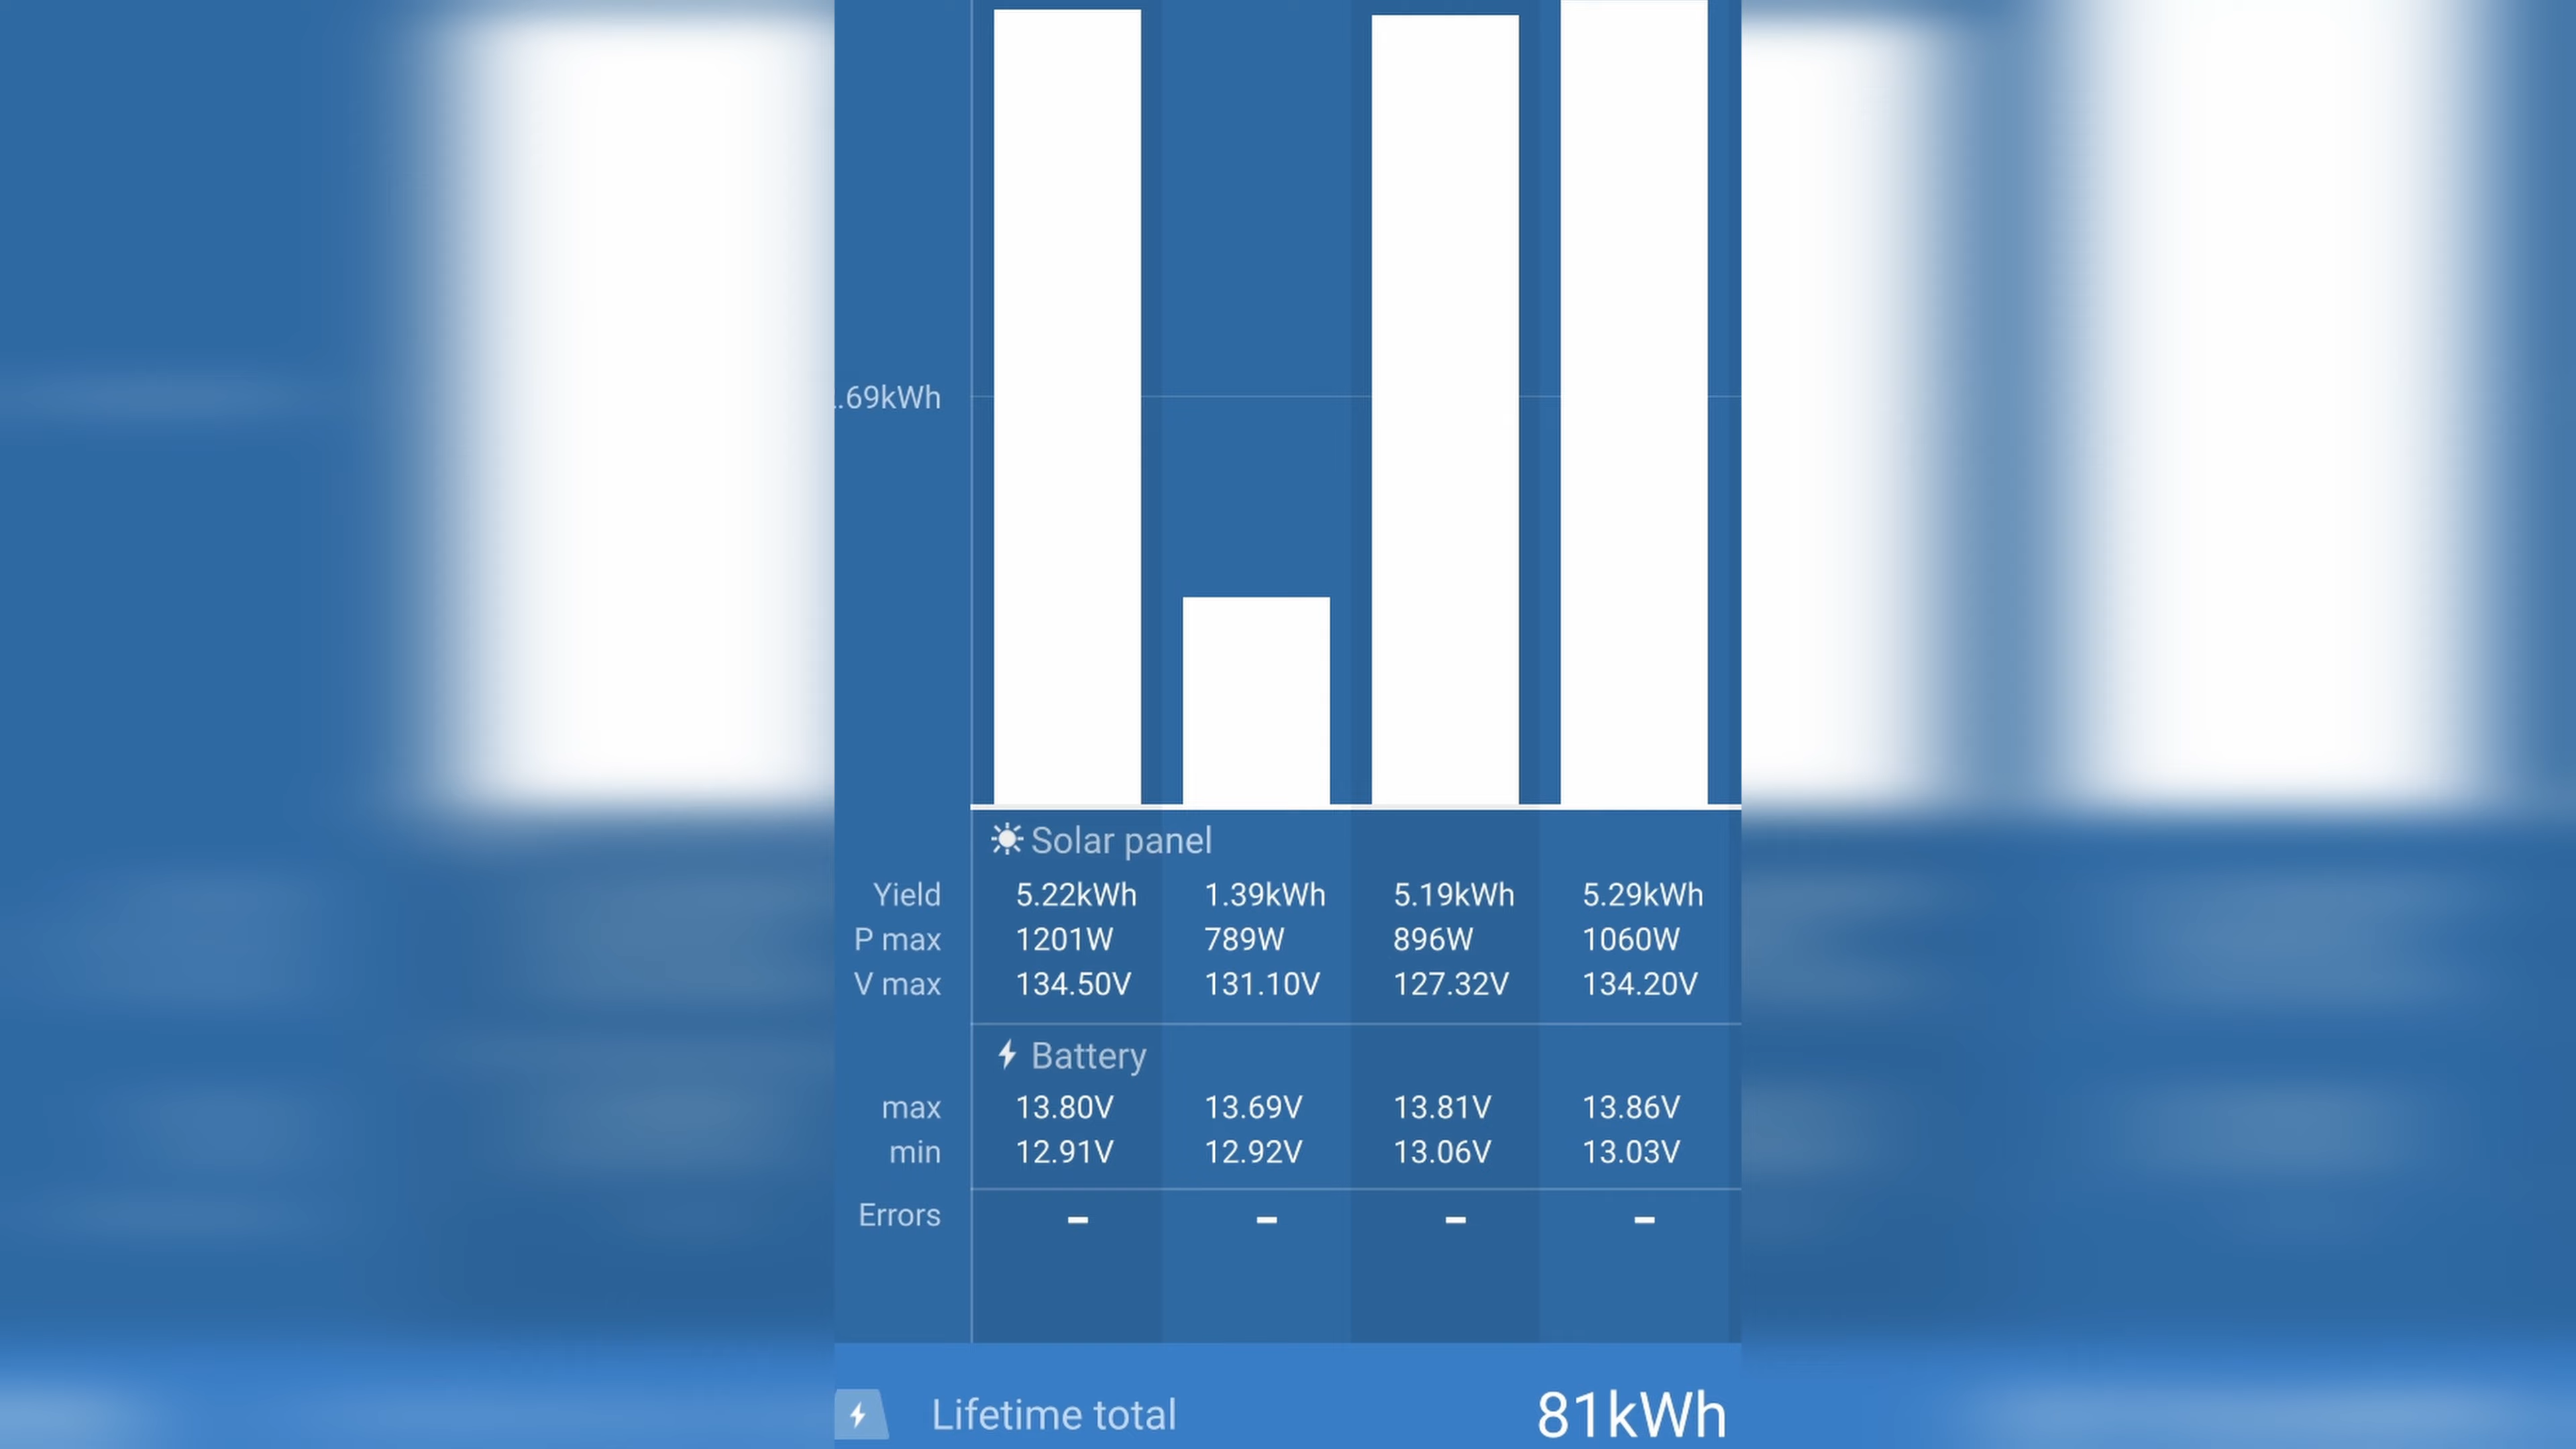 .69kWh
Solar panel
Yield 5.22kWh 1.39kWh 5.19kWh 5.29kWh
P max 1201W 789W 896W 1060W
V max 134.50V 131.10V 127.32V 134.20V
Battery
max 13.80V 13.69V 13.81V 13.86V
min 12.91V 12.92V 13.06V 13.03V
Errors - - - -
Lifetime total 81kWh